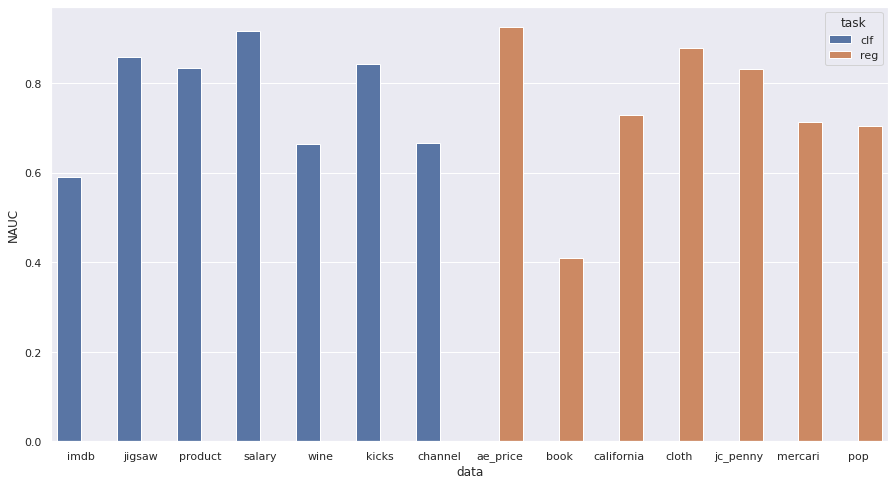 task
clf
reg
0.8
0.6
0.4
0.2
0.0
NAUC
imdb jigsaw product salary wine kicks channel ae_price book california cloth jc_penny mercari pop
data